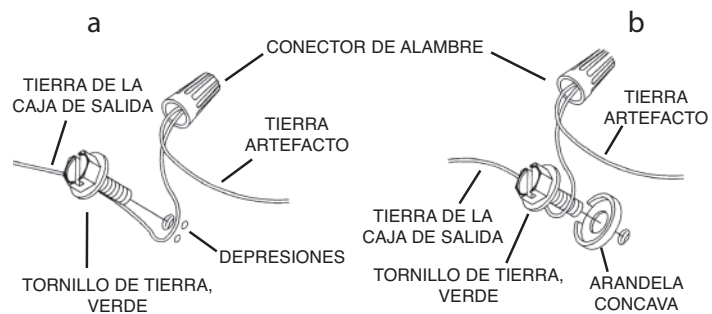 a
b
CONECTOR DE ALAMBRE
TIERRA DE LA
CAJA DE SALIDA
TIERRA
ARTEFACTO
TIERRA
ARTEFACTO
DEPRESIONES
TORNILLO DE TIERRA,
VERDE
TIERRA DE LA
CAJA DE SALIDA
TORNILLO DE TIERRA,
VERDE
ARANDELA
CONCAVA